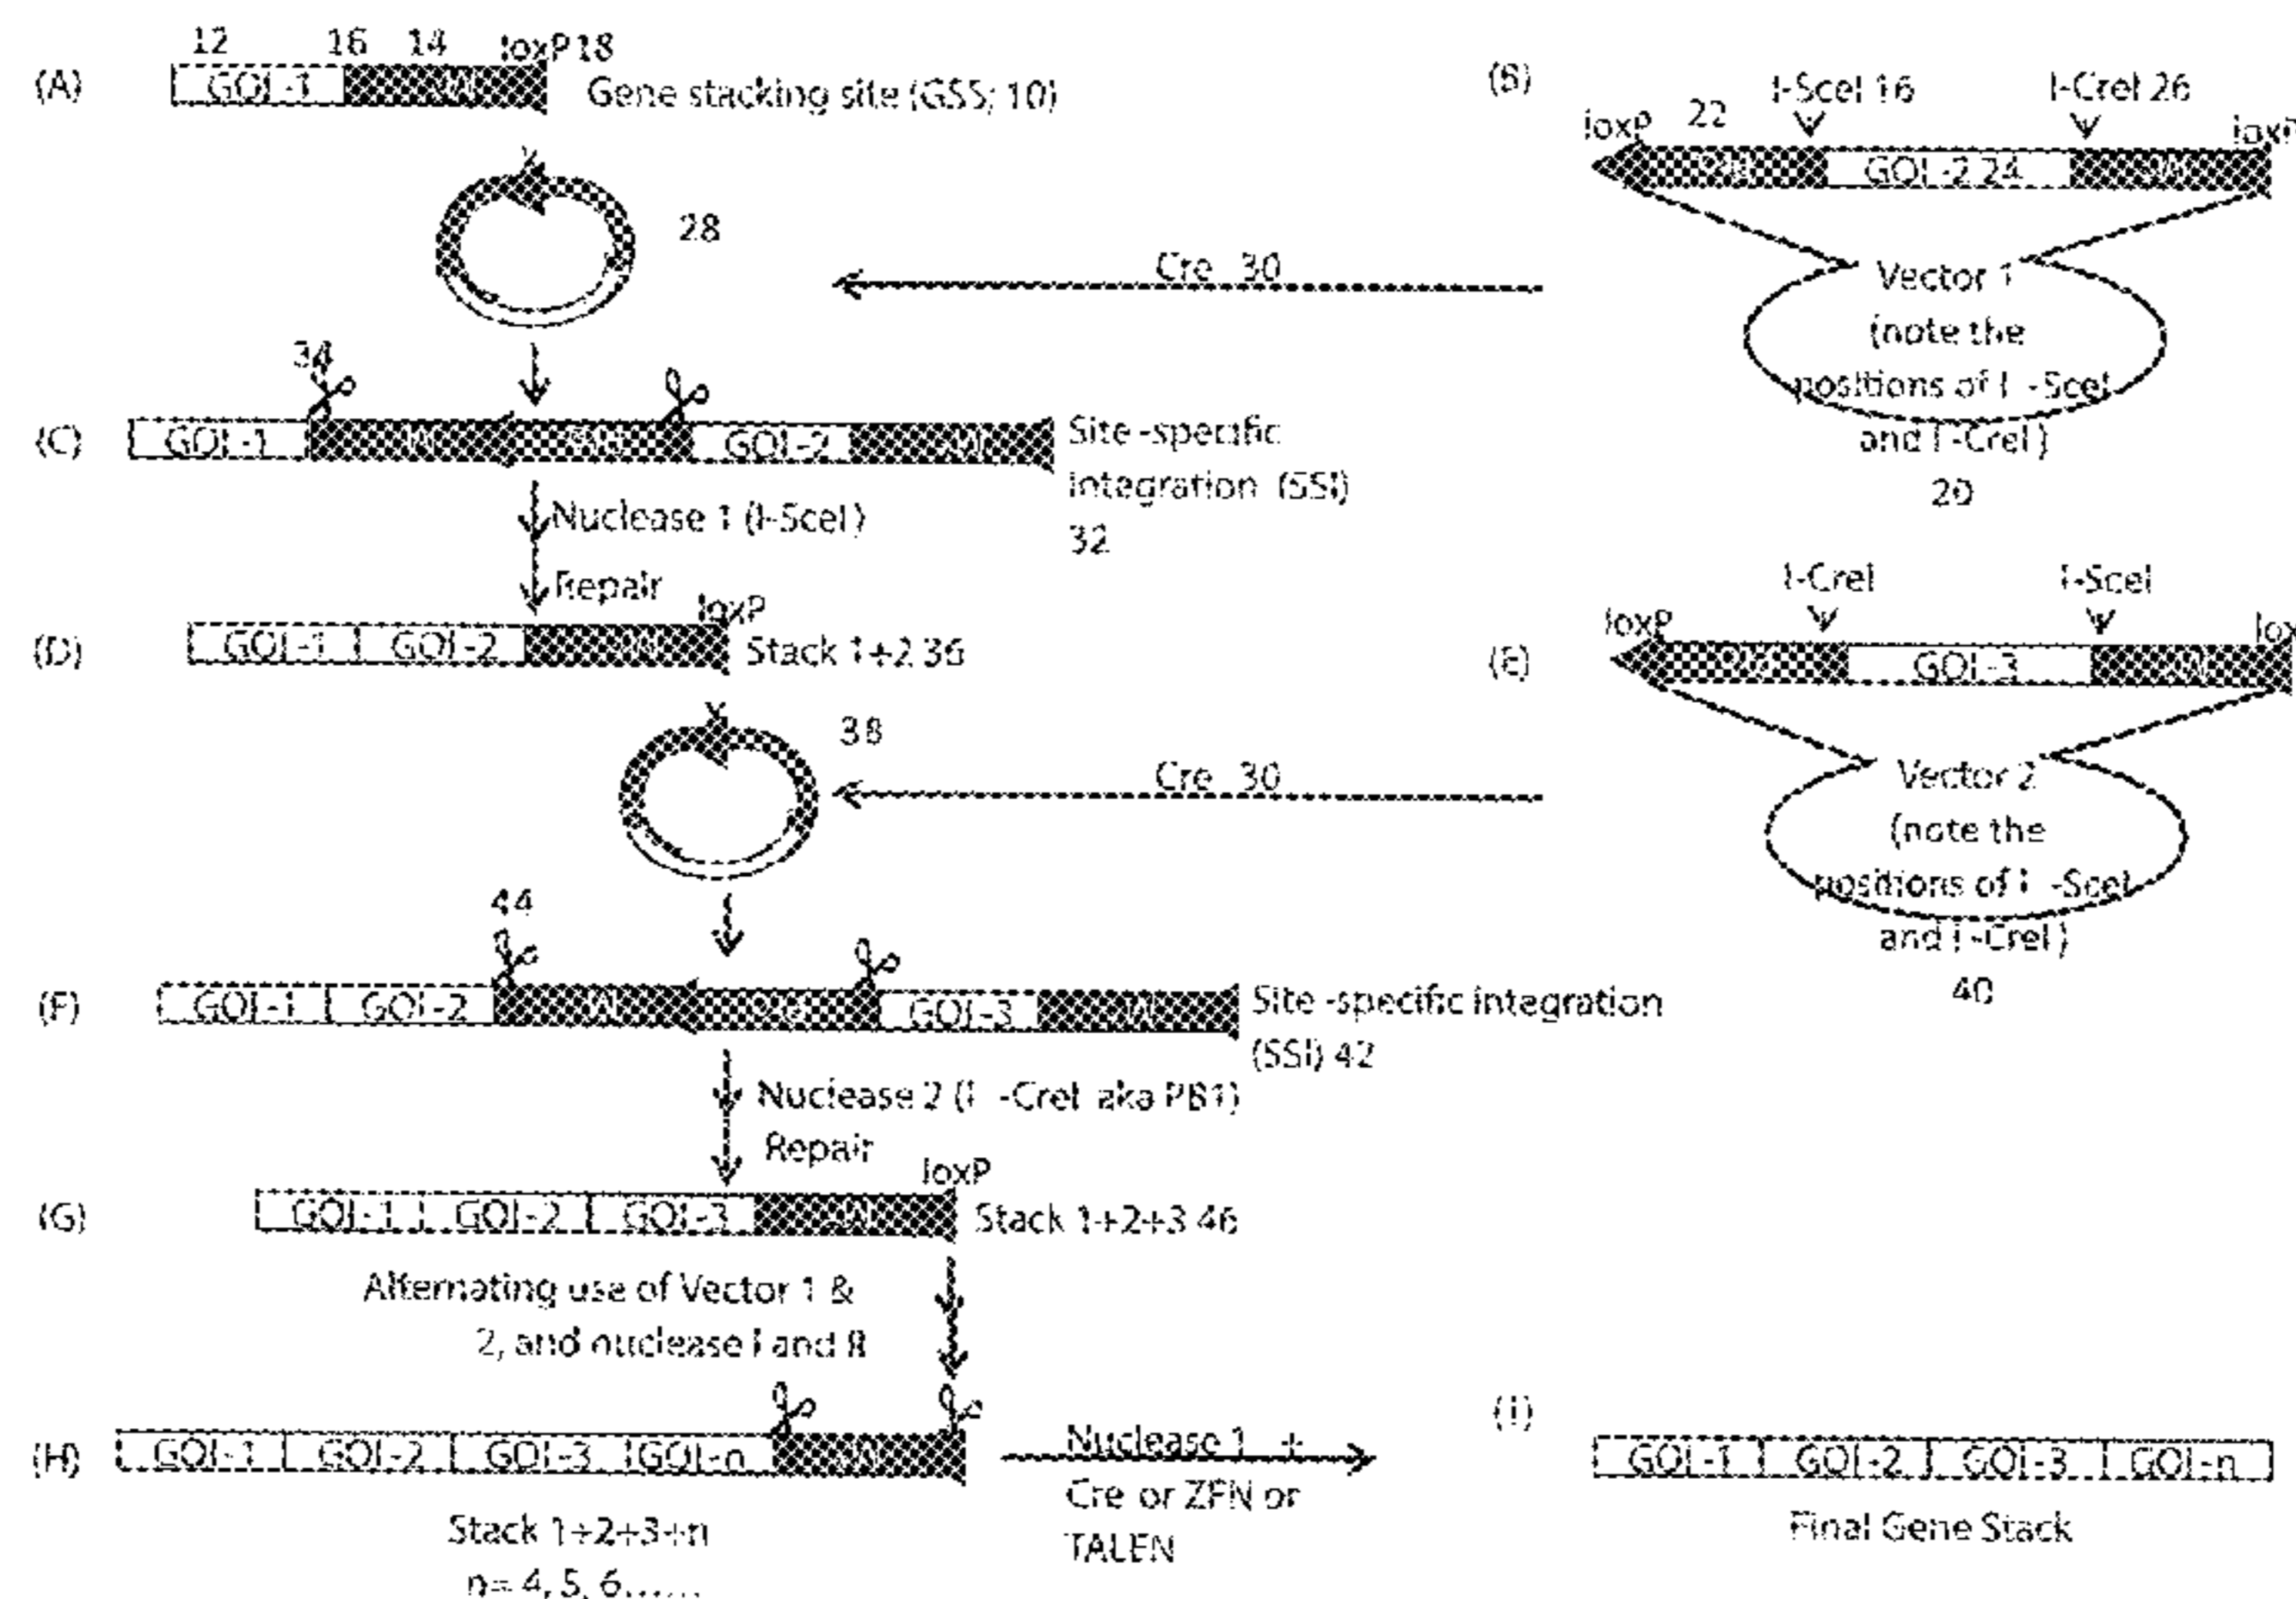 12 16 14 loxP 18
(A) GOI-1 M Gene stacking site (GSS; 10)
28
(B) I-SceI 16 I-CreI 26
loxP 22 loxP
GOI-2 24
Vector 1
(note the
positions of I -SceI
and I -CreI)
20
Cre 30
34
(C) GOI-1 M GOI-2 M Site -specific
integration (SSI)
32
Nuclease 1 (I-SceI)
Repair
loxP
(D) GOI-1 GOI-2 Stack 1+2 36
38
(E) I-CreI I-SceI
loxP lox
GOI-3
Vector 2
(note the
positions of I -SceI
and I -CreI)
40
Cre 30
44
(F) GOI-1 GOI-2 M GOI-3 M Site -specific integration
(SSI) 42
Nuclease 2 (I -CreI aka PB1)
Repair
loxP
(G) GOI-1 GOI-2 GOI-3 Stack 1+2+3 46
Alternating use of Vector 1 &
2, and nuclease I and II
(H) GOI-1 GOI-2 GOI-3 GOI-n
Stack 1+2+3+n
n= 4, 5, 6......
Nuclease 1 +
Cre or ZFN or
TALEN
(I)
GOI-1 GOI-2 GOI-3 GOI-n
Final Gene Stack